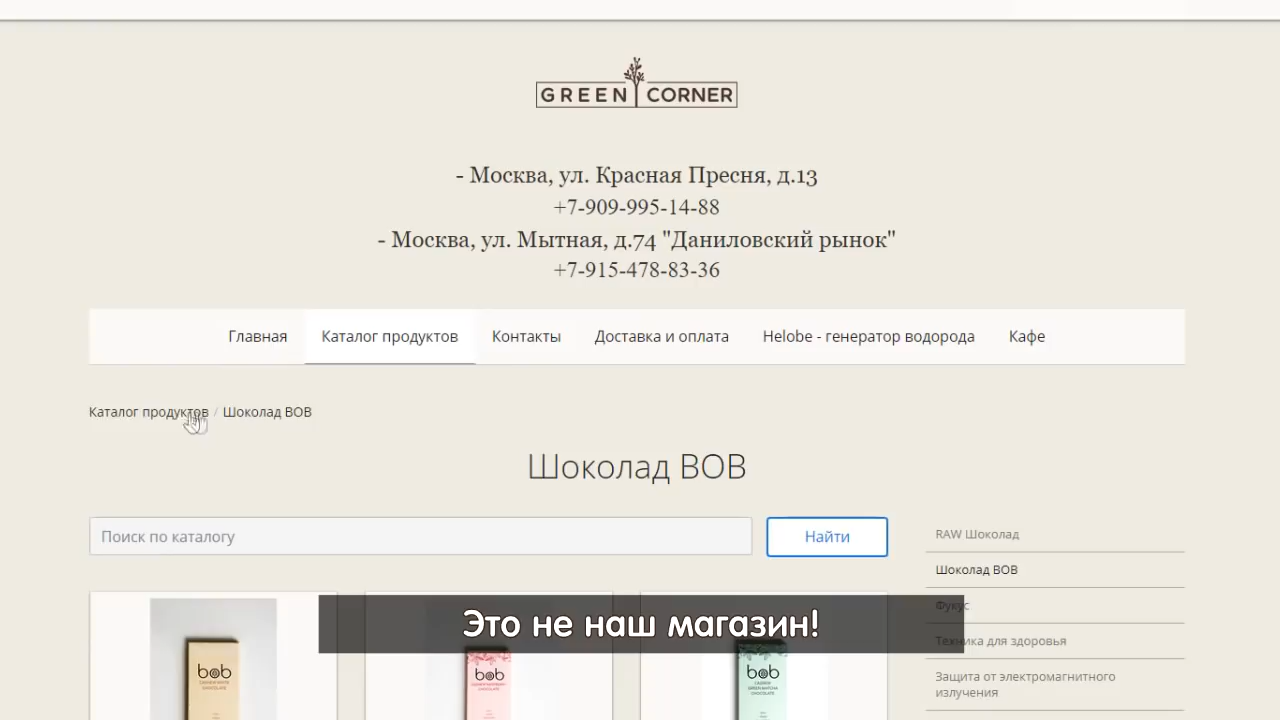 GREEN CORNER
- Москва, ул. Красная Пресня, д.13
+7-909-995-14-88
- Москва, ул. Мытная, д.74 "Даниловский рынок"
+7-915-478-83-36
Главная Каталог продуктов Контакты Доставка и оплата Helobe - генератор водорода Кафе
Каталог продуктов / Шоколад BOB
Шоколад BOB
Поиск по каталогу Найти
RAW Шоколад
Шоколад BOB
Фукус
Техника для здоровья
Защита от электромагнитного
излучения
Это не наш магазин!
bob bob bob
CHOCOLATE CHOCOLATE CHOCOLATE